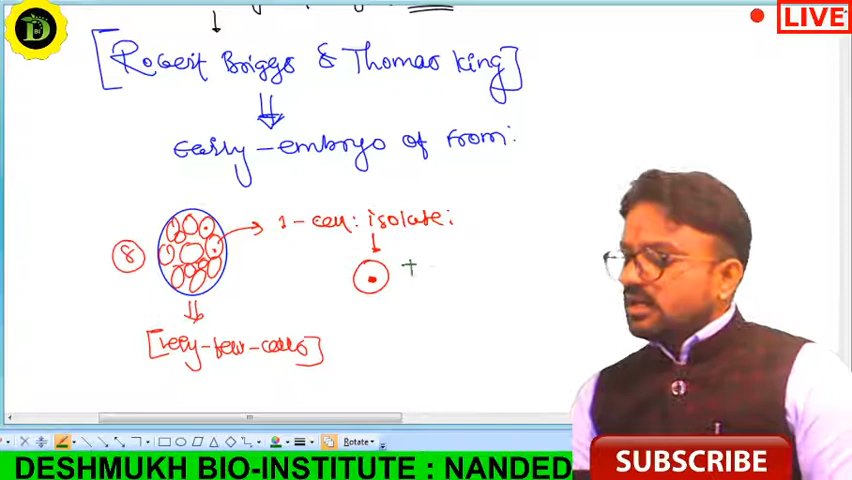 LIVE
[Robert Briggs & Thomas King]
Early-embryo of From:
1-cell: isolate:
8
+
[very-few-cells]
Rotate
DESHMUKH BIO-INSTITUTE : NANDED
SUBSCRIBE